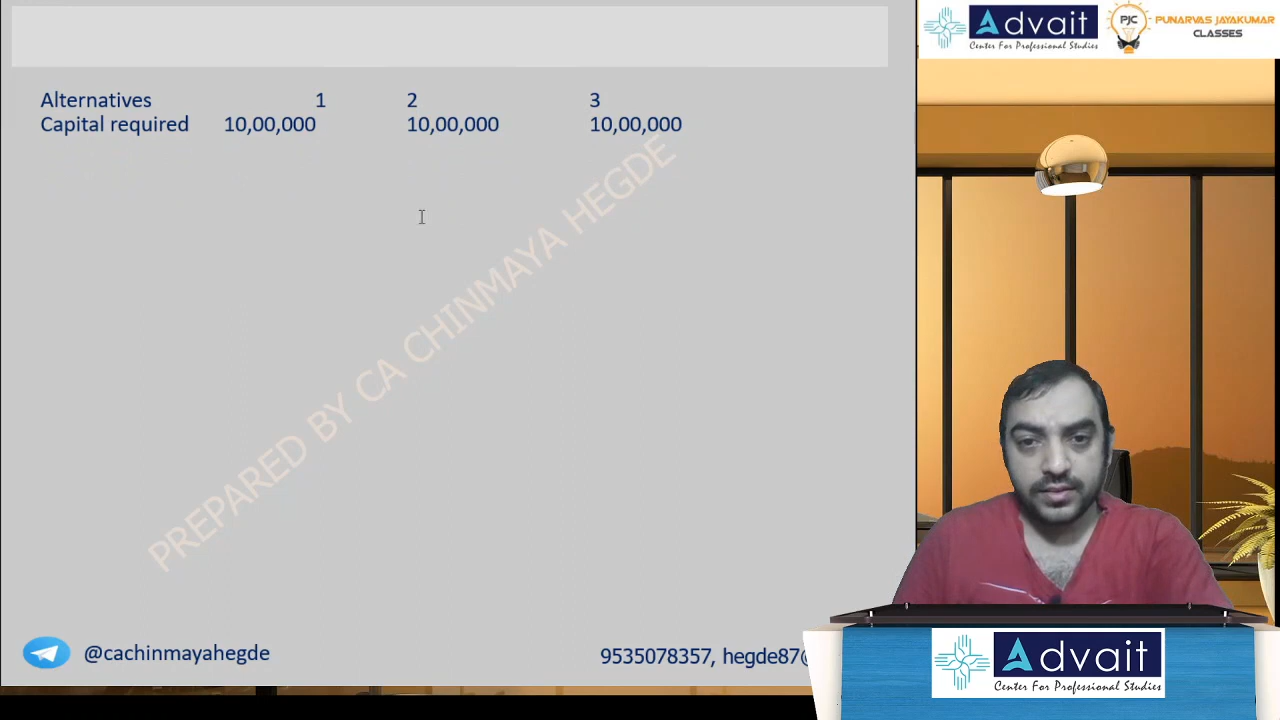 Advait
Center For Professional Studies
PJC
PUNARVAS JAYAKUMAR
CLASSES
Alternatives 1 2 3
Capital required 10,00,000 10,00,000 10,00,000
PREPARED BY CA CHINMAYA HEGDE
@cachinmayahegde
9535078357, hegde87@
Advait
Center For Professional Studies